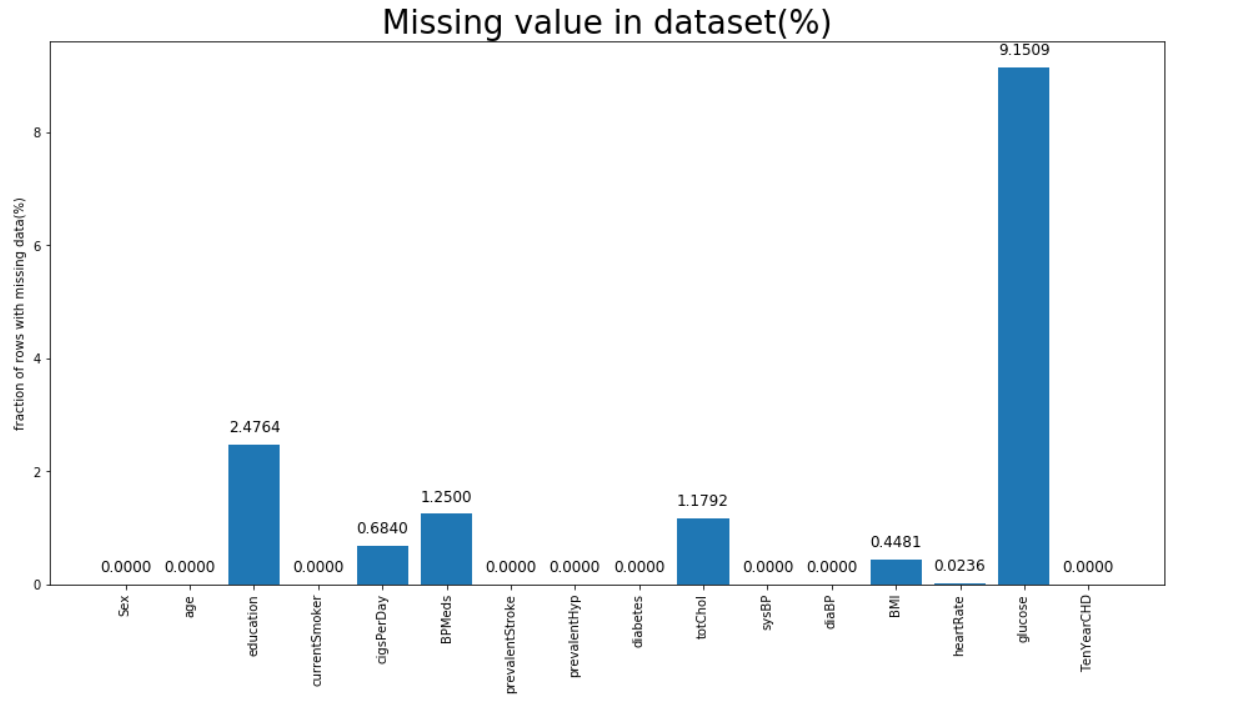 Missing value in dataset(%)
fraction of rows with missing data(%)
8
6
4
2
0
0.0000
0.0000
2.4764
0.0000
0.6840
1.2500
0.0000
0.0000
0.0000
1.1792
0.0000
0.0000
0.4481
0.0236
9.1509
0.0000
Sex
age
education
currentSmoker
cigsPerDay
BPMeds
prevalentStroke
prevalentHyp
diabetes
totChol
sysBP
diaBP
BMI
heartRate
glucose
TenYearCHD